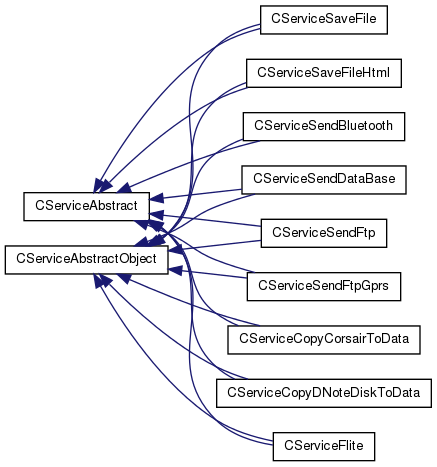 CServiceSaveFile
CServiceSaveFileHtml
CServiceSendBluetooth
CServiceSendDataBase
CServiceAbstract
CServiceSendFtp
CServiceAbstractObject
CServiceSendFtpGprs
CServiceCopyCorsairToData
CServiceCopyDNoteDiskToData
CServiceFlite